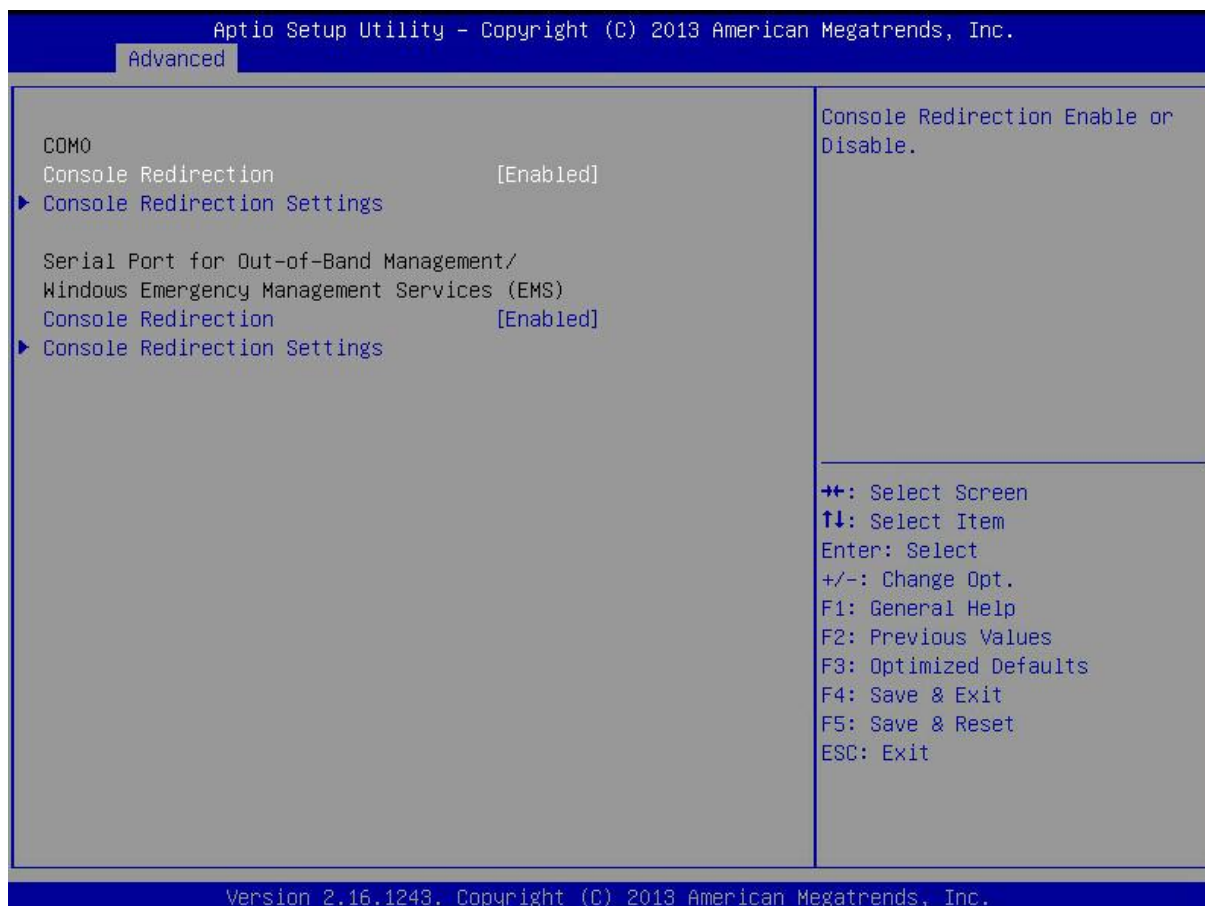 Aptio Setup Utility – Copyright (C) 2013 American Megatrends, Inc.
Advanced
COM0
Console Redirection [Enabled]
▶ Console Redirection Settings
Serial Port for Out-of-Band Management/
Windows Emergency Management Services (EMS)
Console Redirection [Enabled]
▶ Console Redirection Settings
Console Redirection Enable or
Disable.
→←: Select Screen
↑↓: Select Item
Enter: Select
+/-: Change Opt.
F1: General Help
F2: Previous Values
F3: Optimized Defaults
F4: Save & Exit
F5: Save & Reset
ESC: Exit
Version 2.16.1243. Copyright (C) 2013 American Megatrends, Inc.